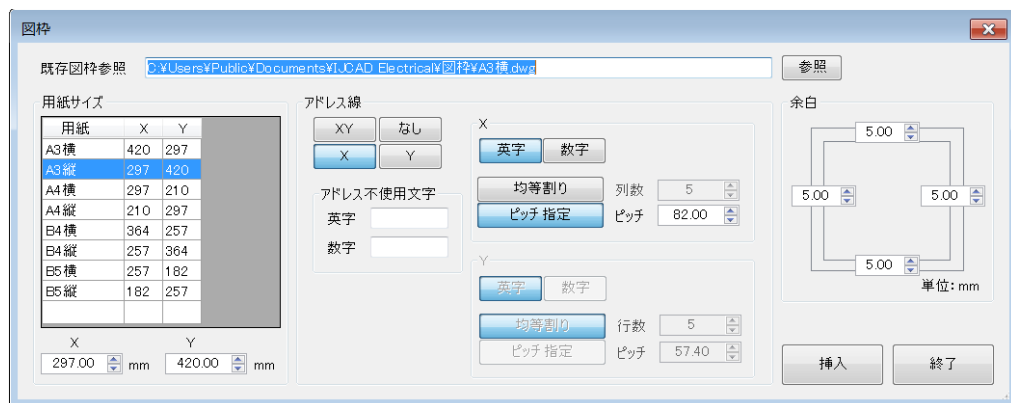 図枠
既存図枠参照 C:¥Users¥Public¥Documents¥IJCAD Electrical¥図枠¥A3横.dwg 参照
用紙サイズ
用紙 X Y
A3横 420 297
A3縦 297 420
A4横 297 210
A4縦 210 297
B4横 364 257
B4縦 257 364
B5横 257 182
B5縦 182 257
X Y
297.00 mm 420.00 mm
アドレス線
XY なし
X Y
アドレス不使用文字
英字
数字
X
英字 数字
均等割り 列数 5
ピッチ指定 ピッチ 82.00
Y
英字 数字
均等割り 行数 5
ピッチ指定 ピッチ 57.40
余白
5.00
5.00 5.00
5.00
単位: mm
挿入 終了